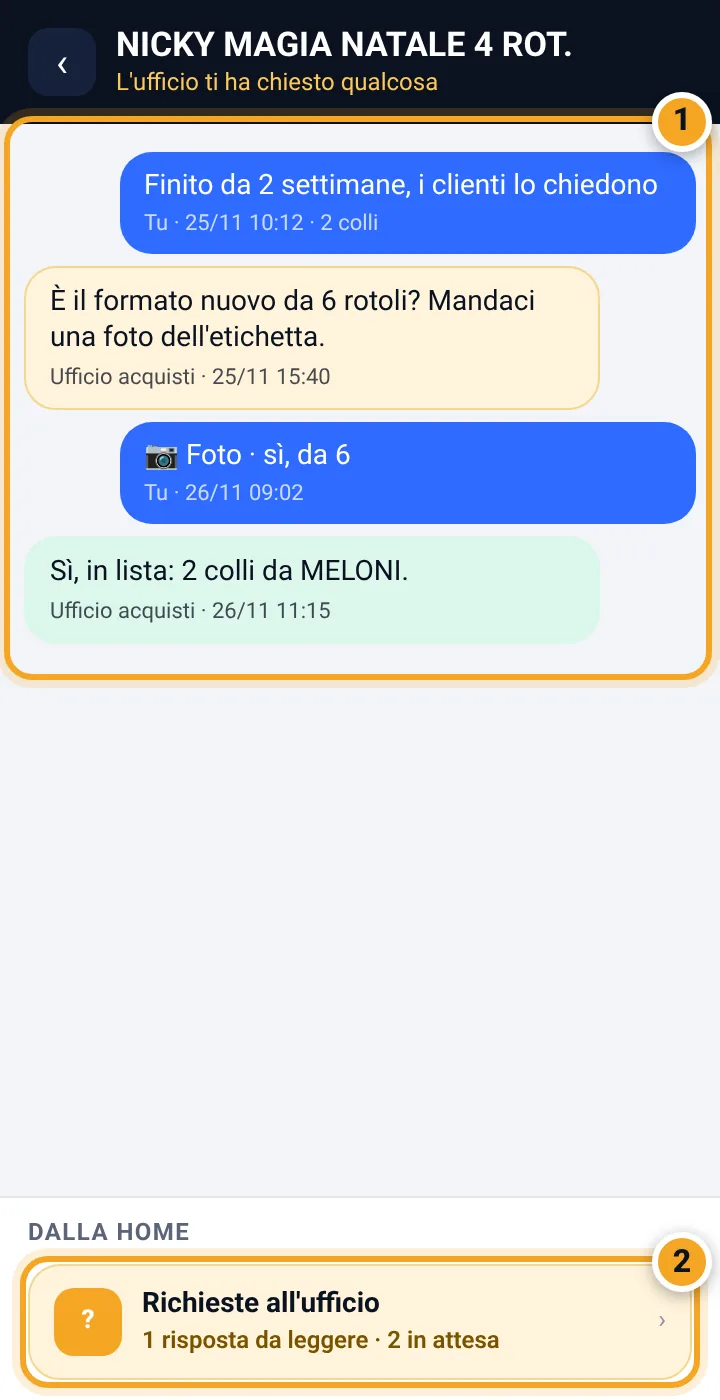 NICKY MAGIA NATALE 4 ROT.
L'ufficio ti ha chiesto qualcosa
1
Finito da 2 settimane, i clienti lo chiedono
Tu · 25/11 10:12 · 2 colli
È il formato nuovo da 6 rotoli? Mandaci
una foto dell'etichetta.
Ufficio acquisti · 25/11 15:40
📷 Foto · sì, da 6
Tu · 26/11 09:02
Sì, in lista: 2 colli da MELONI.
Ufficio acquisti · 26/11 11:15
DALLA HOME
2
?
Richieste all'ufficio
1 risposta da leggere · 2 in attesa